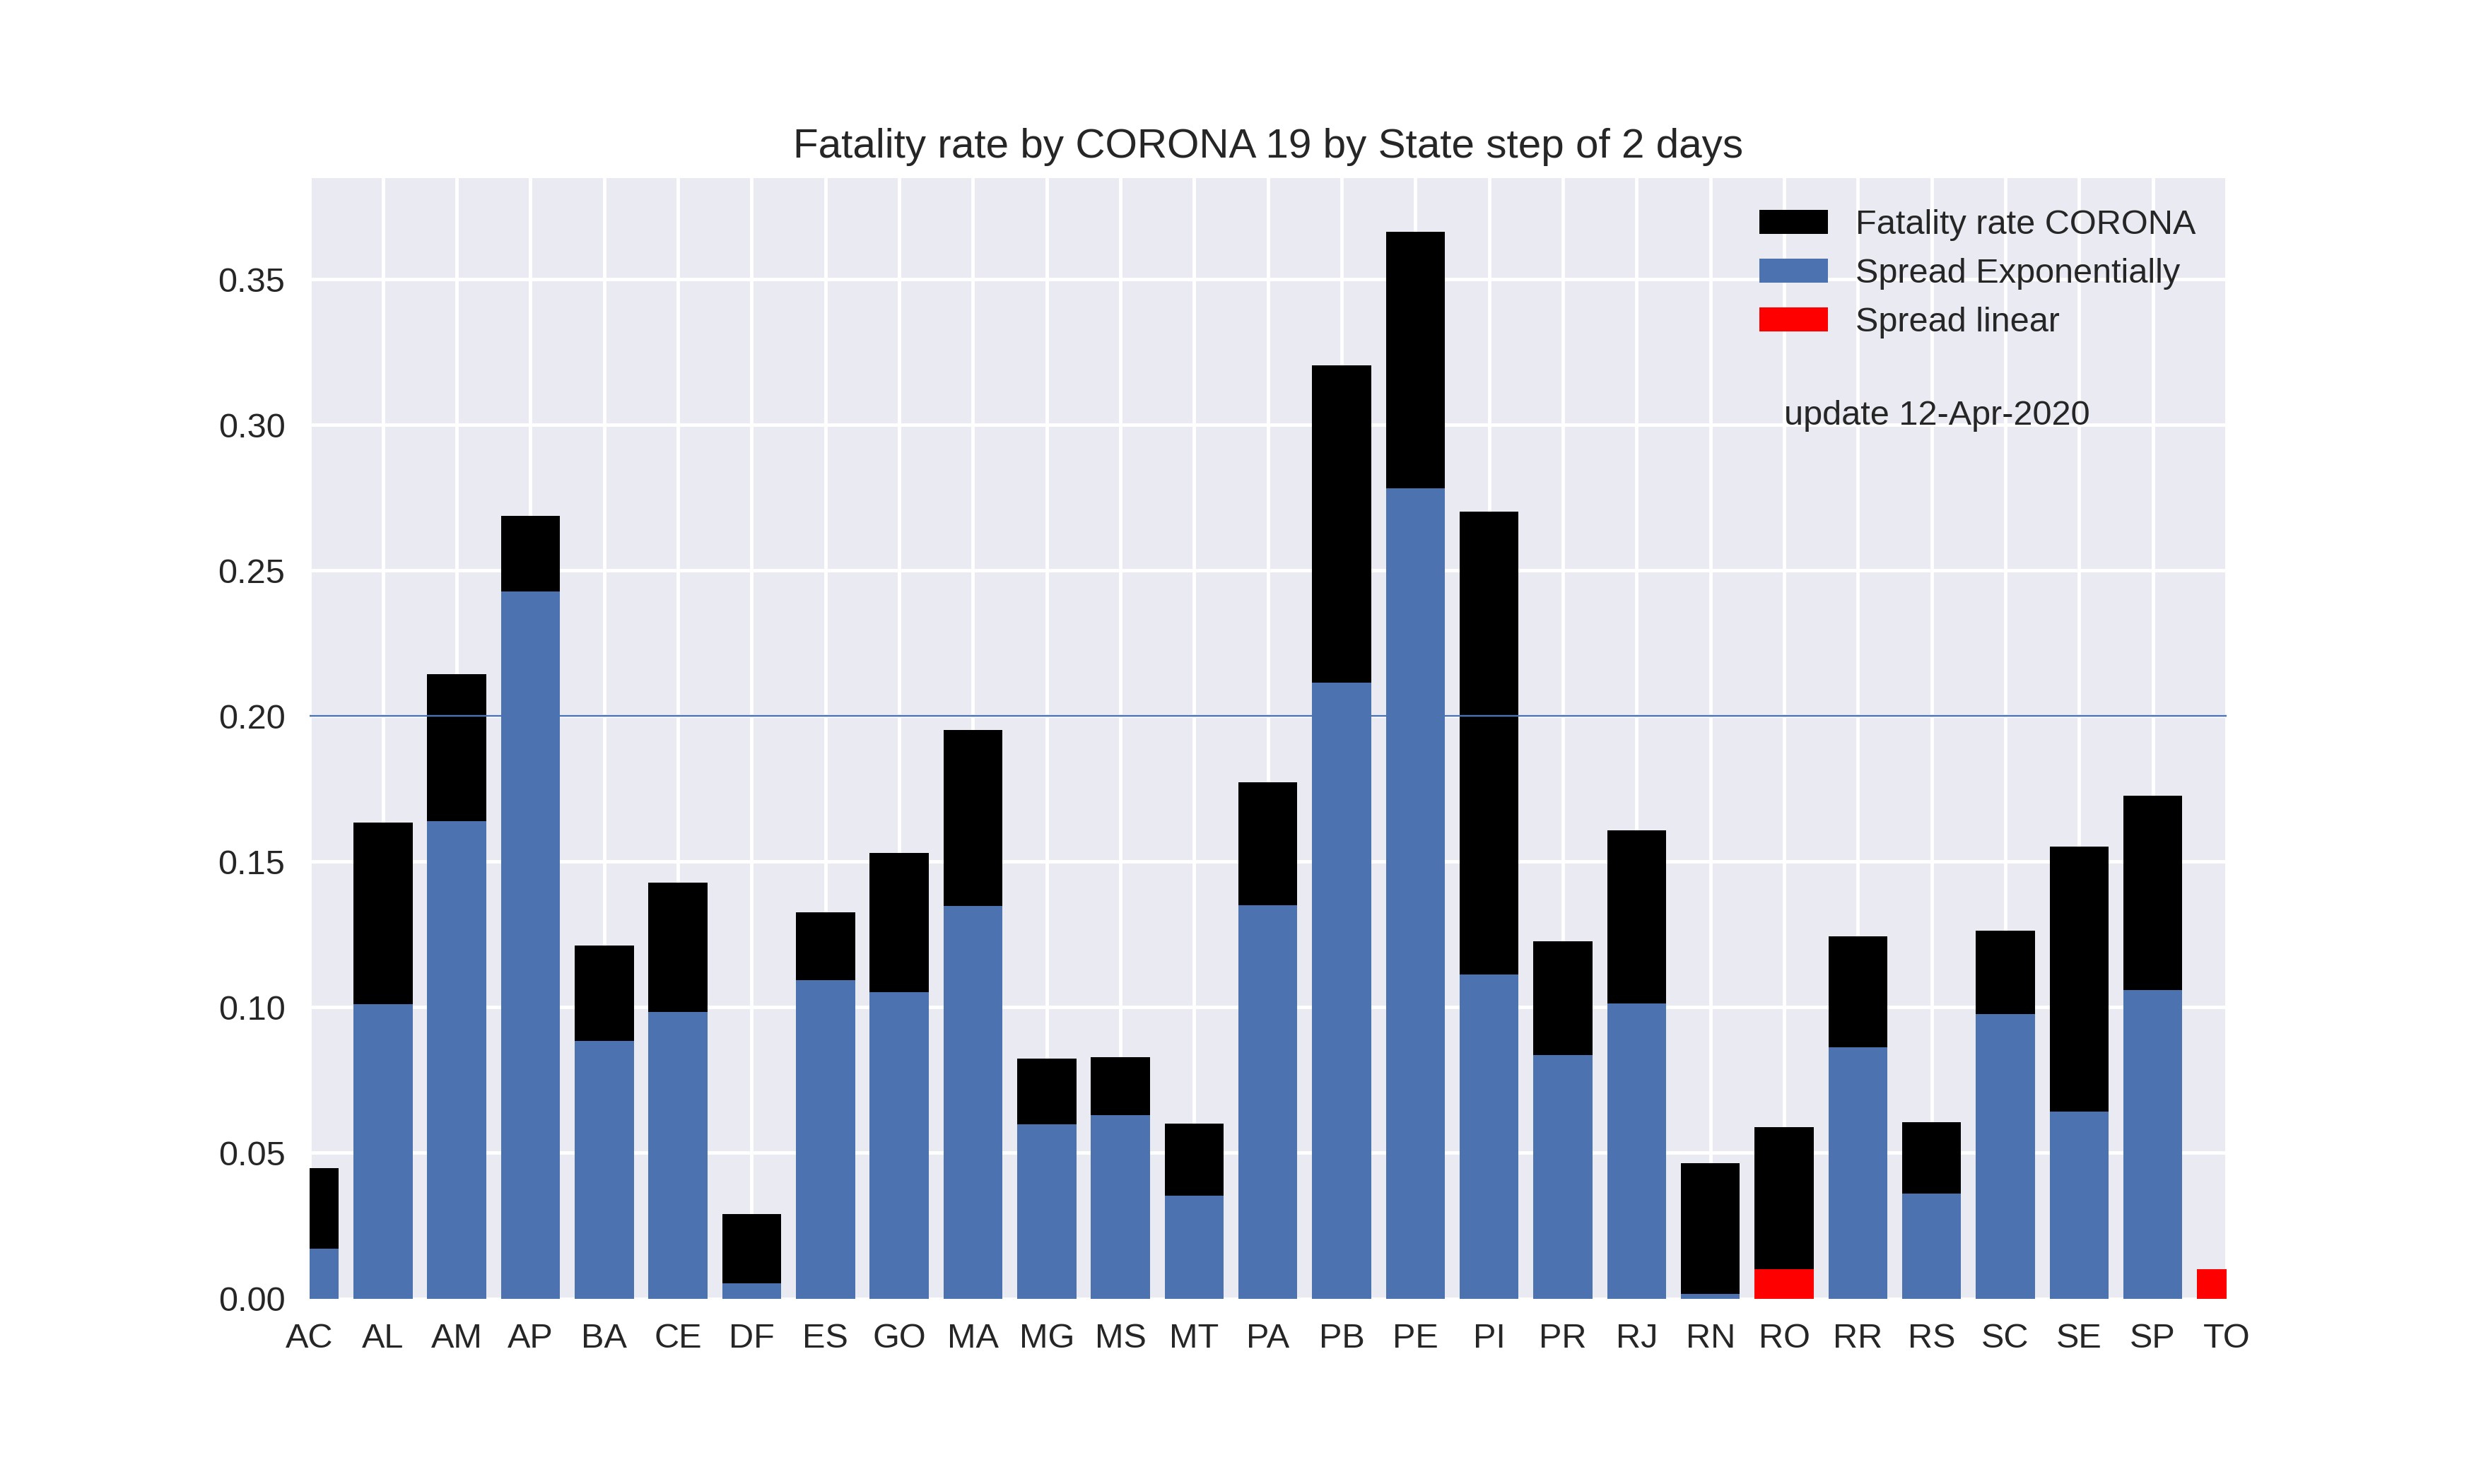 Fatality rate by CORONA 19 by State step of 2 days
Fatality rate CORONA
Spread Exponentially
Spread linear
update 12-Apr-2020
0.35
0.30
0.25
0.20
0.15
0.10
0.05
0.00
AC AL AM AP BA CE DF ES GO MA MG MS MT PA PB PE PI PR RJ RN RO RR RS SC SE SP TO